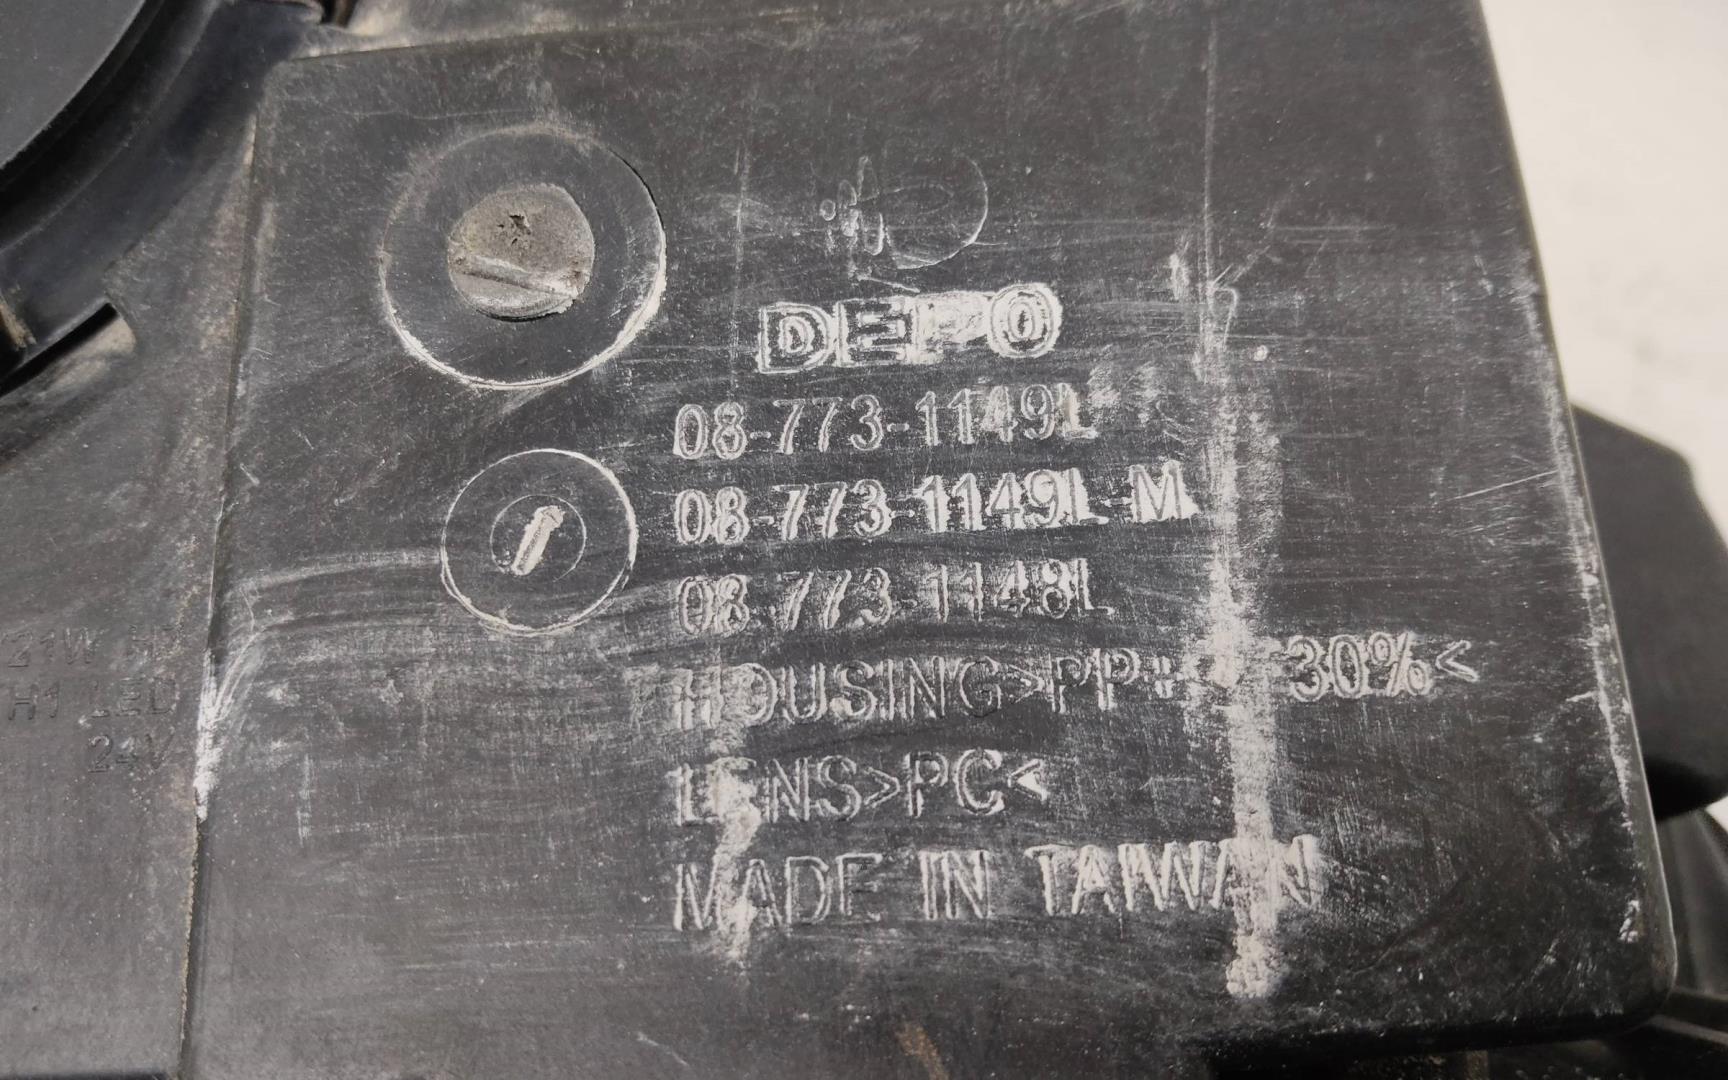 DEPO
08-773-1149L
08-773-1149L-M
08-773-1148L
HOUSING>PP+ 30%<
LENS>PC<
MADE IN TAIWAN
21W
H1 LED
24V